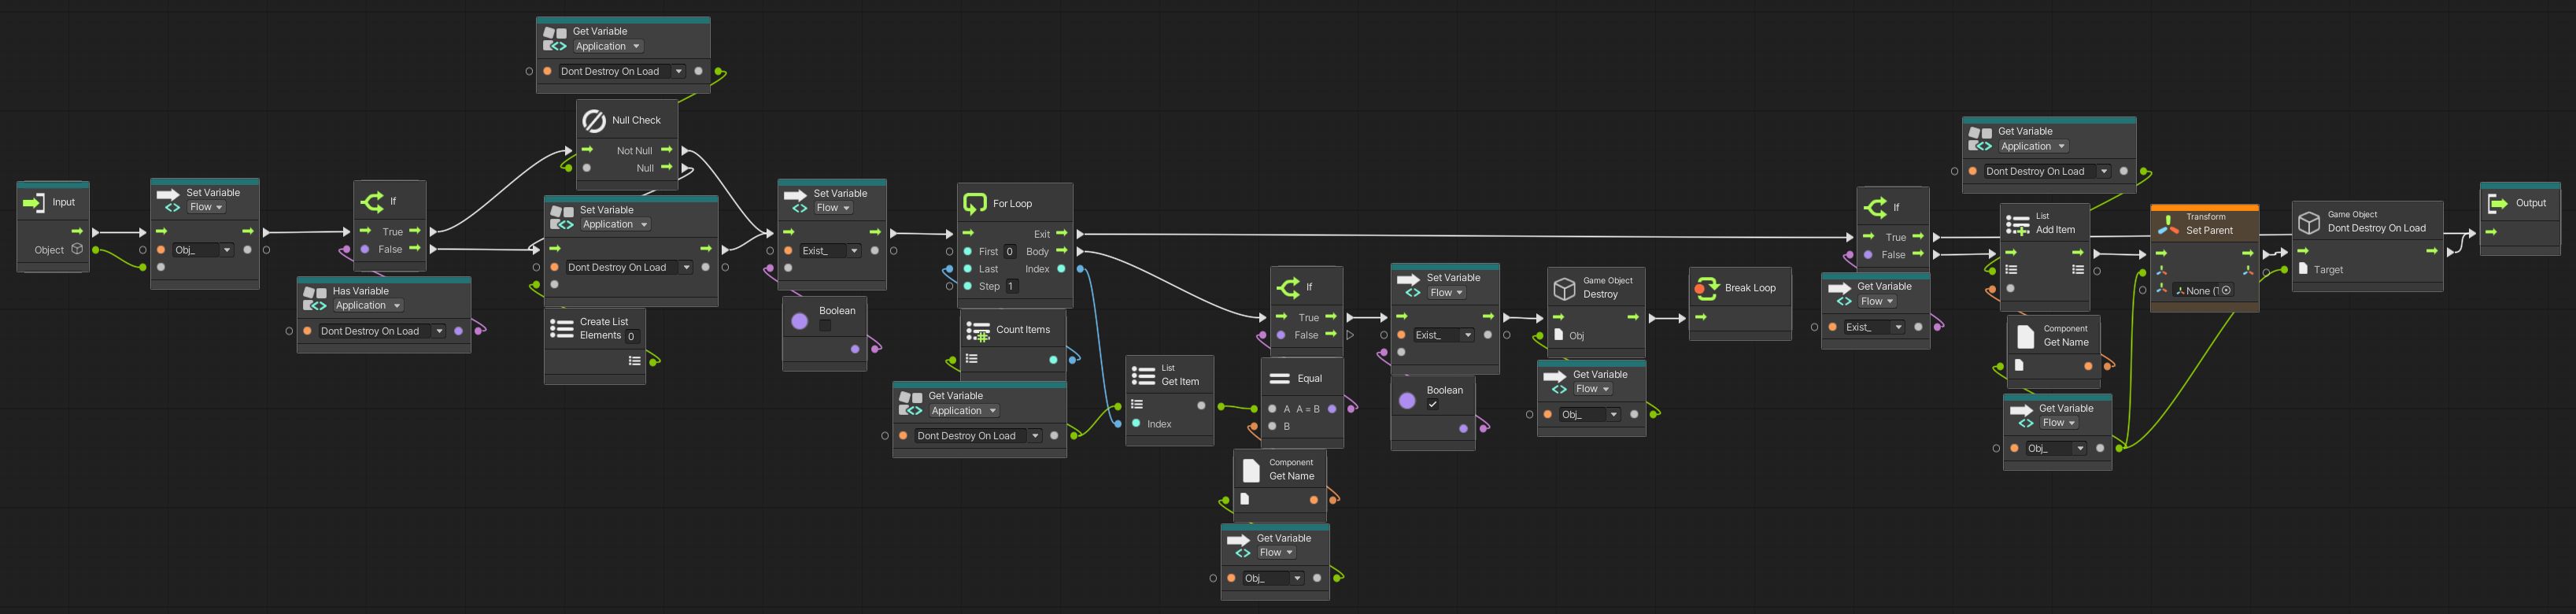 Input
Object
Set Variable
Flow
Obj_
If
True
False
Has Variable
Application
Dont Destroy On Load
Get Variable
Application
Dont Destroy On Load
Null Check
Not Null
Null
Set Variable
Application
Dont Destroy On Load
Create List
Elements 0
Set Variable
Flow
Exist_
Boolean
For Loop
Exit
First 0 Body
Last Index
Step 1
Count Items
Get Variable
Application
Dont Destroy On Load
List
Get Item
Index
If
True
False
Equal
A A = B
B
Component
Get Name
Get Variable
Flow
Obj_
Set Variable
Flow
Exist_
Boolean
Game Object
Destroy
Obj
Get Variable
Flow
Obj_
Break Loop
If
True
False
Get Variable
Flow
Exist_
Get Variable
Application
Dont Destroy On Load
List
Add Item
Component
Get Name
Get Variable
Flow
Obj_
Transform
Set Parent
None (T
Game Object
Dont Destroy On Load
Target
Output